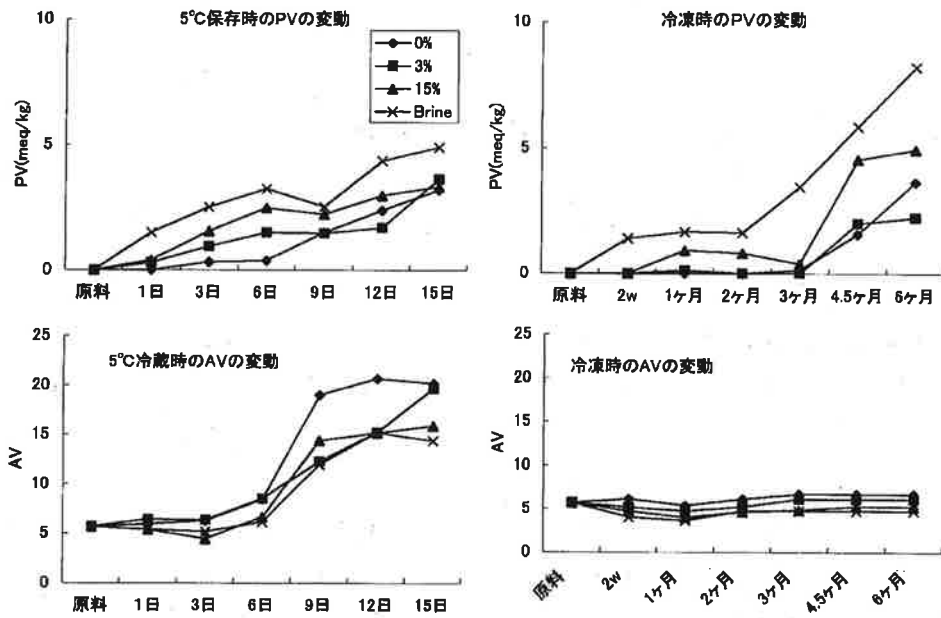 5℃保存時のPVの変動
10
5
0
PV(meq/kg)
0%
3%
15%
Brine
原料 1日 3日 6日 9日 12日 15日
冷凍時のPVの変動
10
5
0
PV(meq/kg)
原料 2w 1ヶ月 2ヶ月 3ヶ月 4.5ヶ月 6ヶ月
5℃冷蔵時のAVの変動
25
20
15
10
5
0
AV
原料 1日 3日 6日 9日 12日 15日
冷凍時のAVの変動
25
20
15
10
5
0
AV
原料 2w 1ヶ月 2ヶ月 3ヶ月 4.5ヶ月 6ヶ月